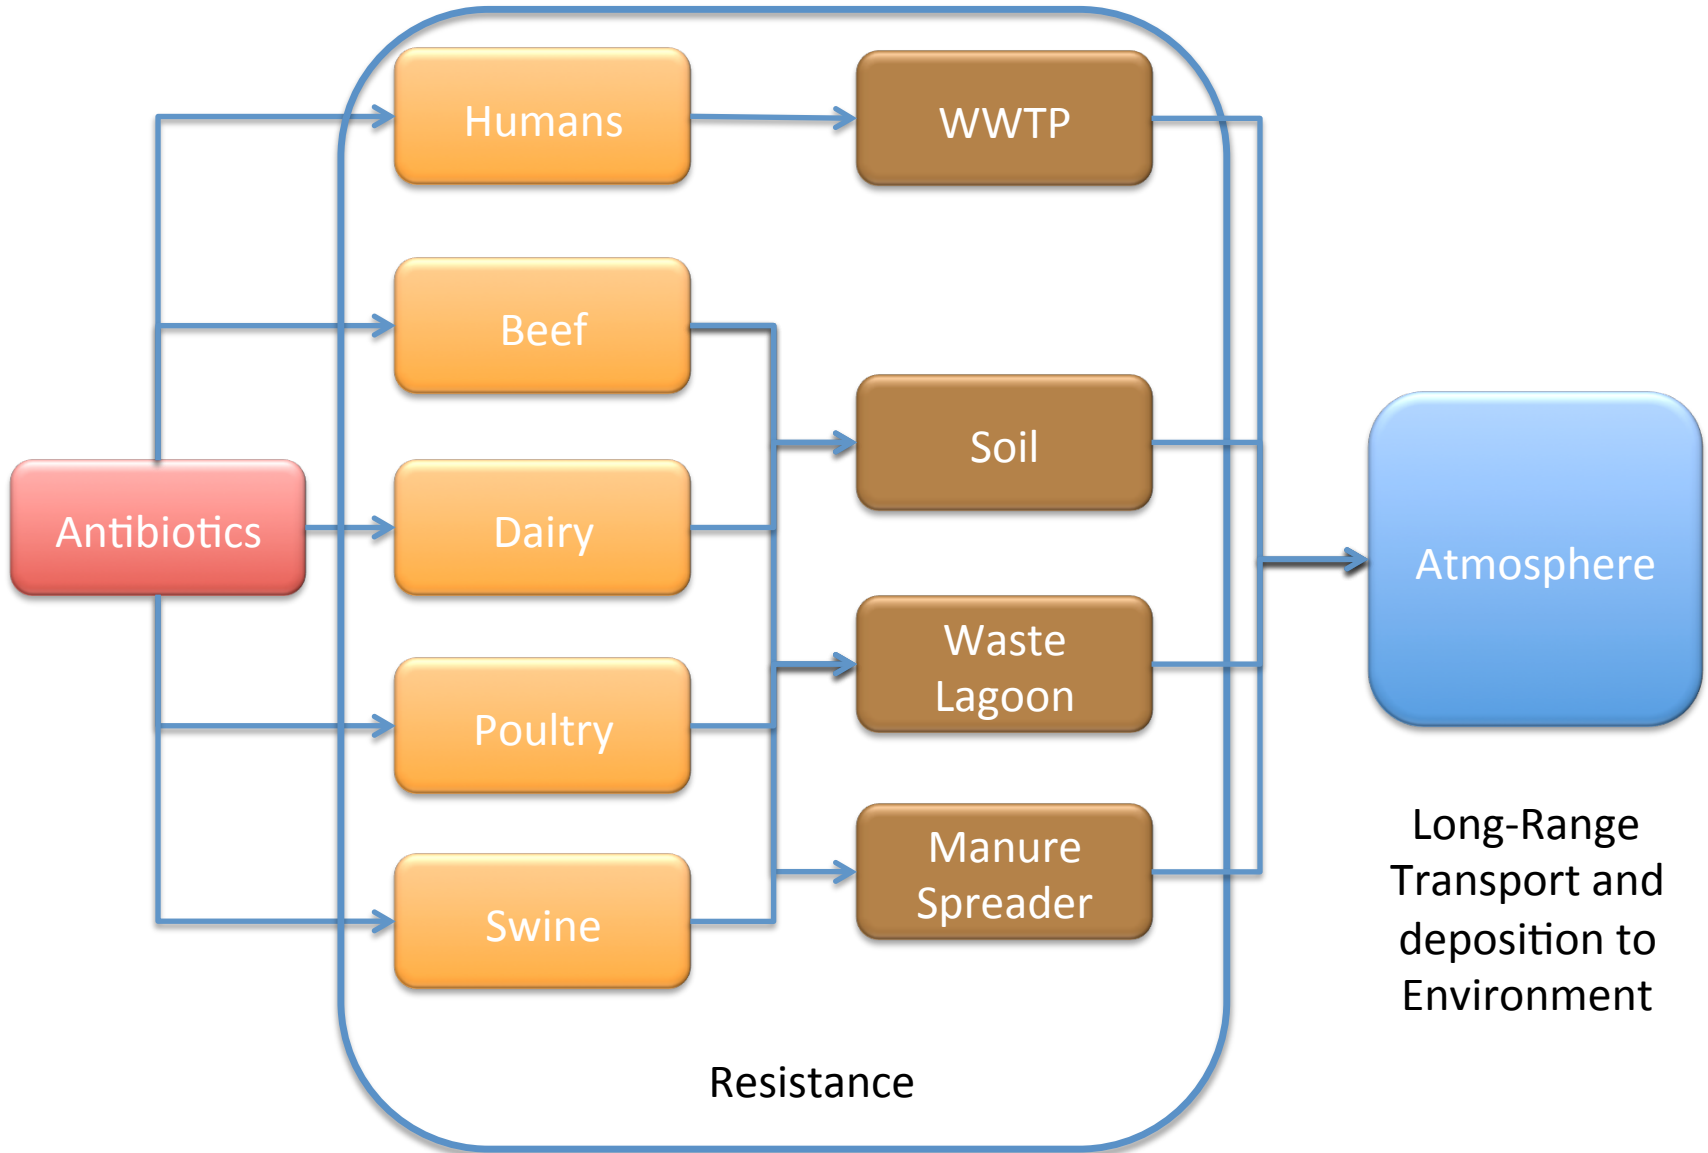 Antibiotics
Humans
Beef
Dairy
Poultry
Swine
WWTP
Soil
Waste
Lagoon
Manure
Spreader
Resistance
Atmosphere
Long-Range
Transport and
deposition to
Environment